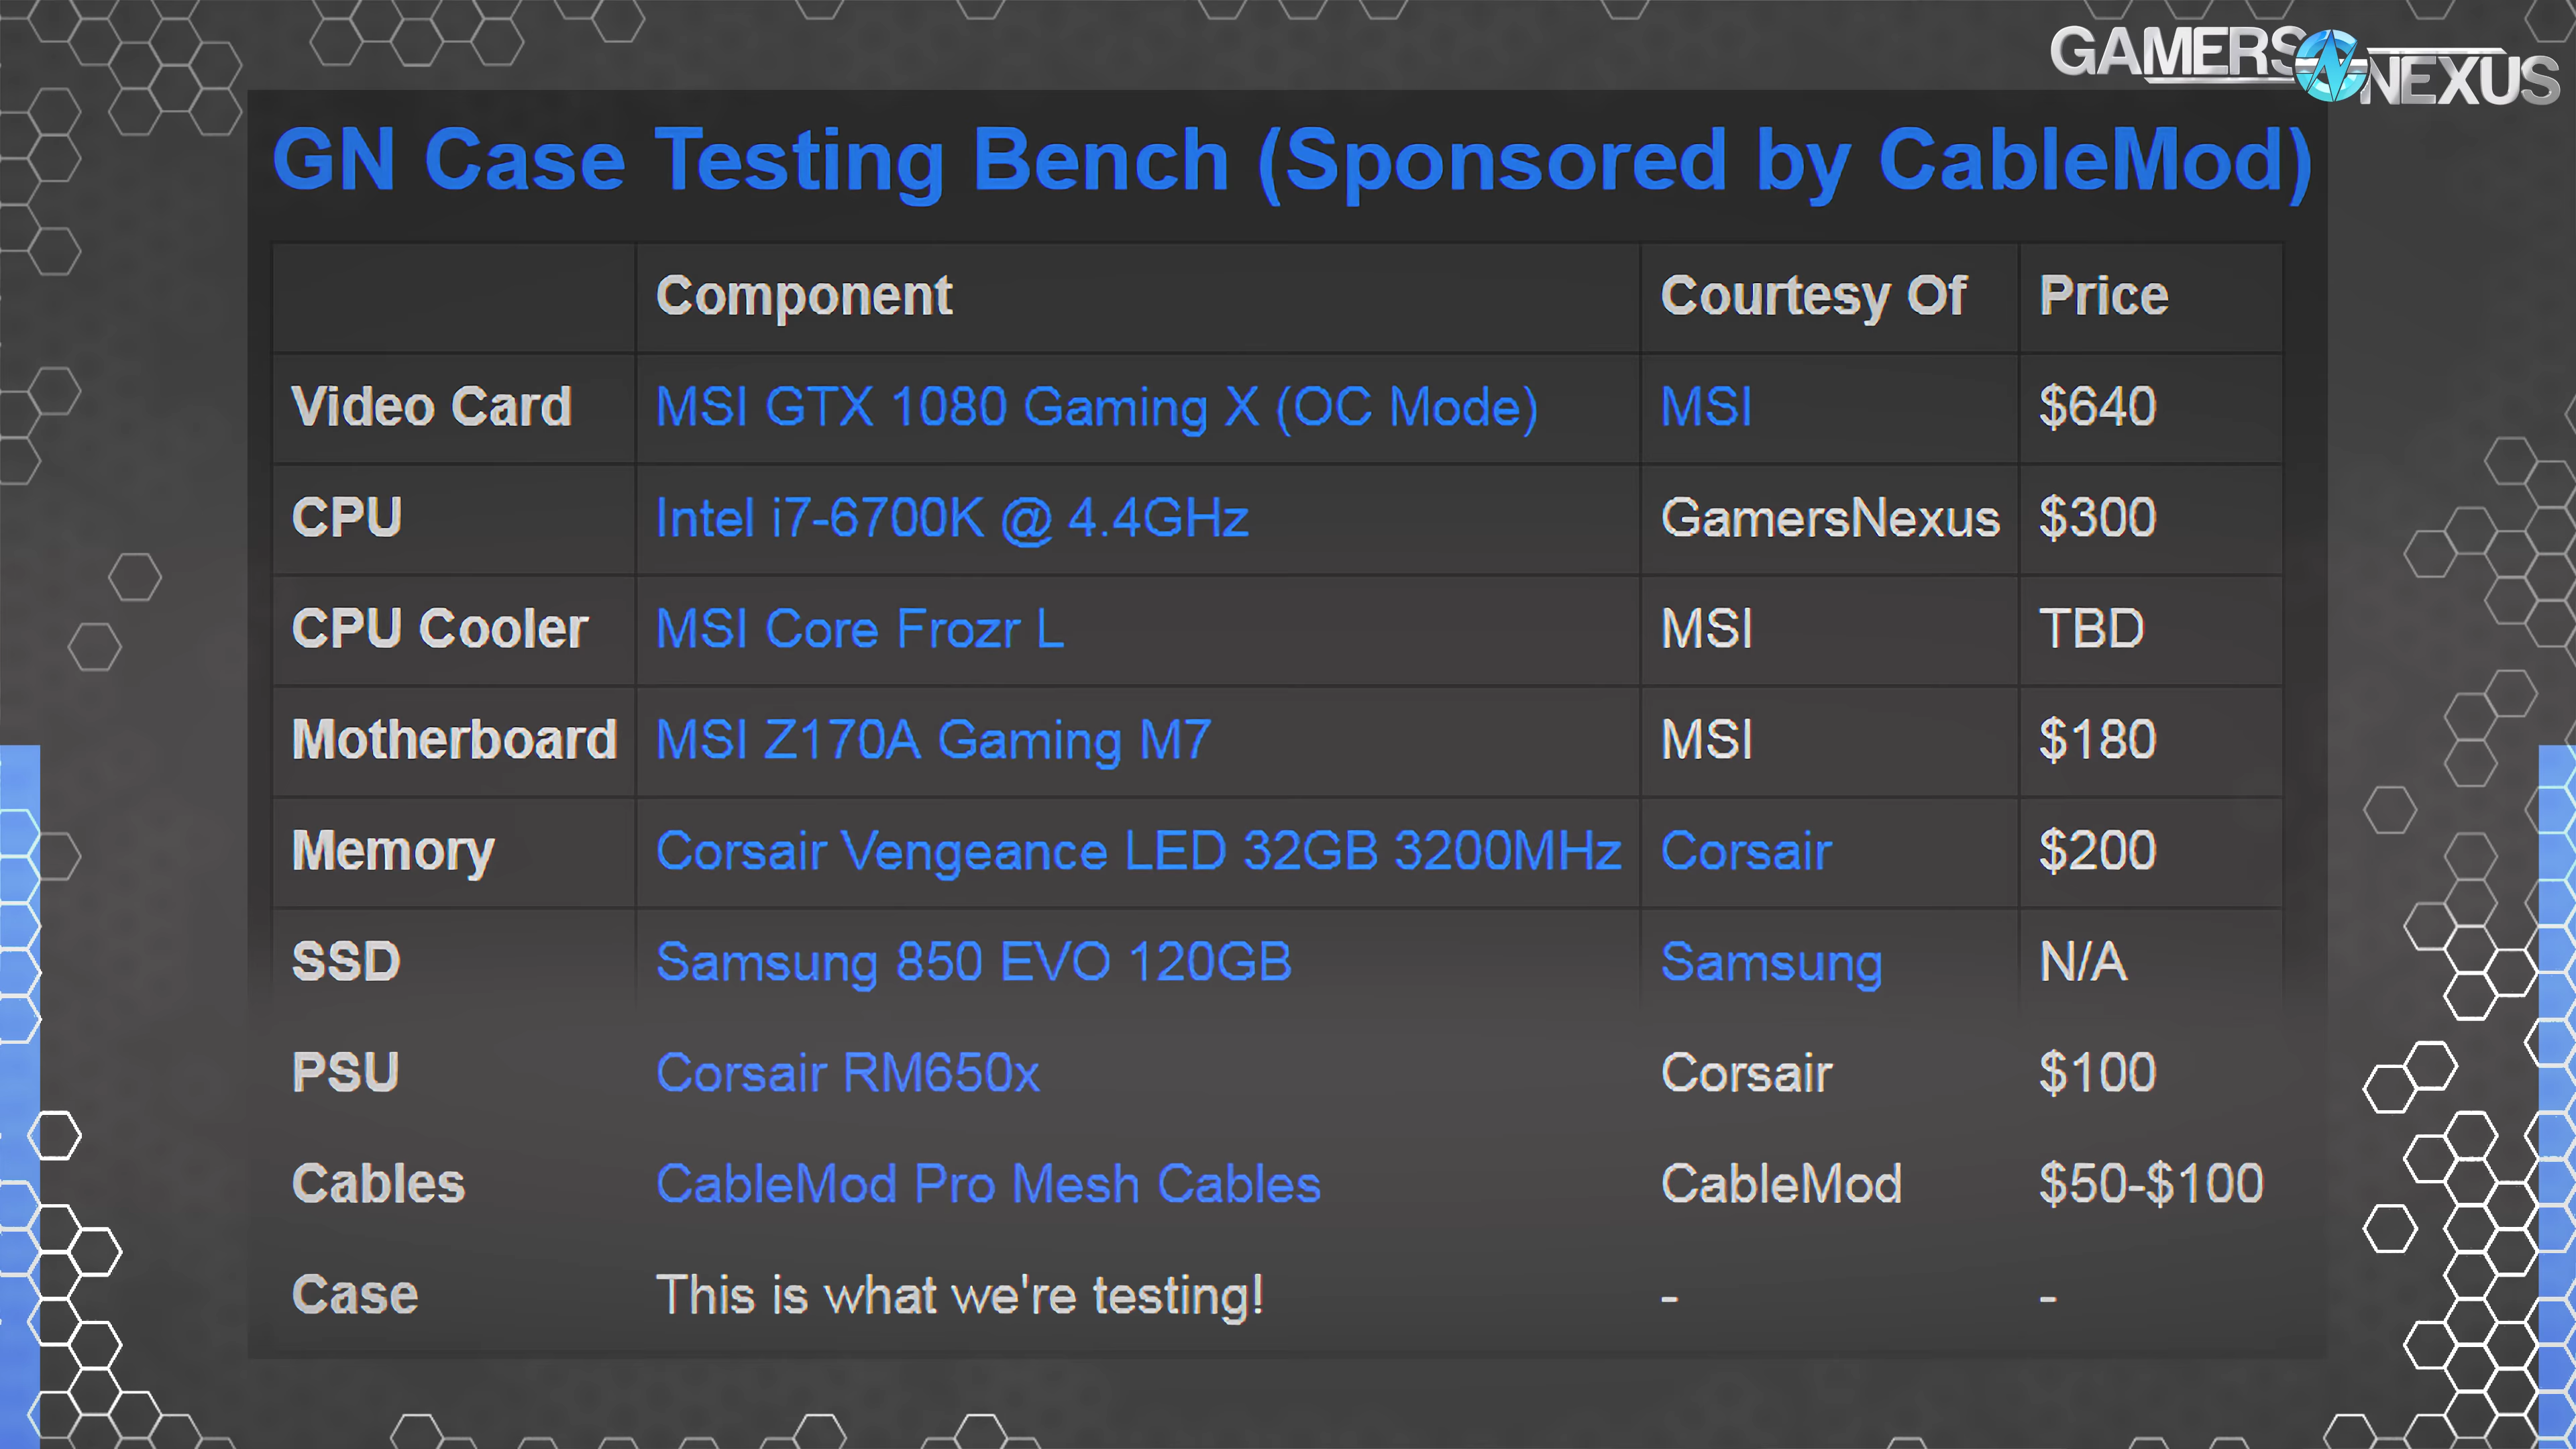 GAMERS NEXUS
GN Case Testing Bench (Sponsored by CableMod)
Component Courtesy Of Price
Video Card MSI GTX 1080 Gaming X (OC Mode) MSI $640
CPU Intel i7-6700K @ 4.4GHz GamersNexus $300
CPU Cooler MSI Core Frozr L MSI TBD
Motherboard MSI Z170A Gaming M7 MSI $180
Memory Corsair Vengeance LED 32GB 3200MHz Corsair $200
SSD Samsung 850 EVO 120GB Samsung N/A
PSU Corsair RM650x Corsair $100
Cables CableMod Pro Mesh Cables CableMod $50-$100
Case This is what we're testing! - -